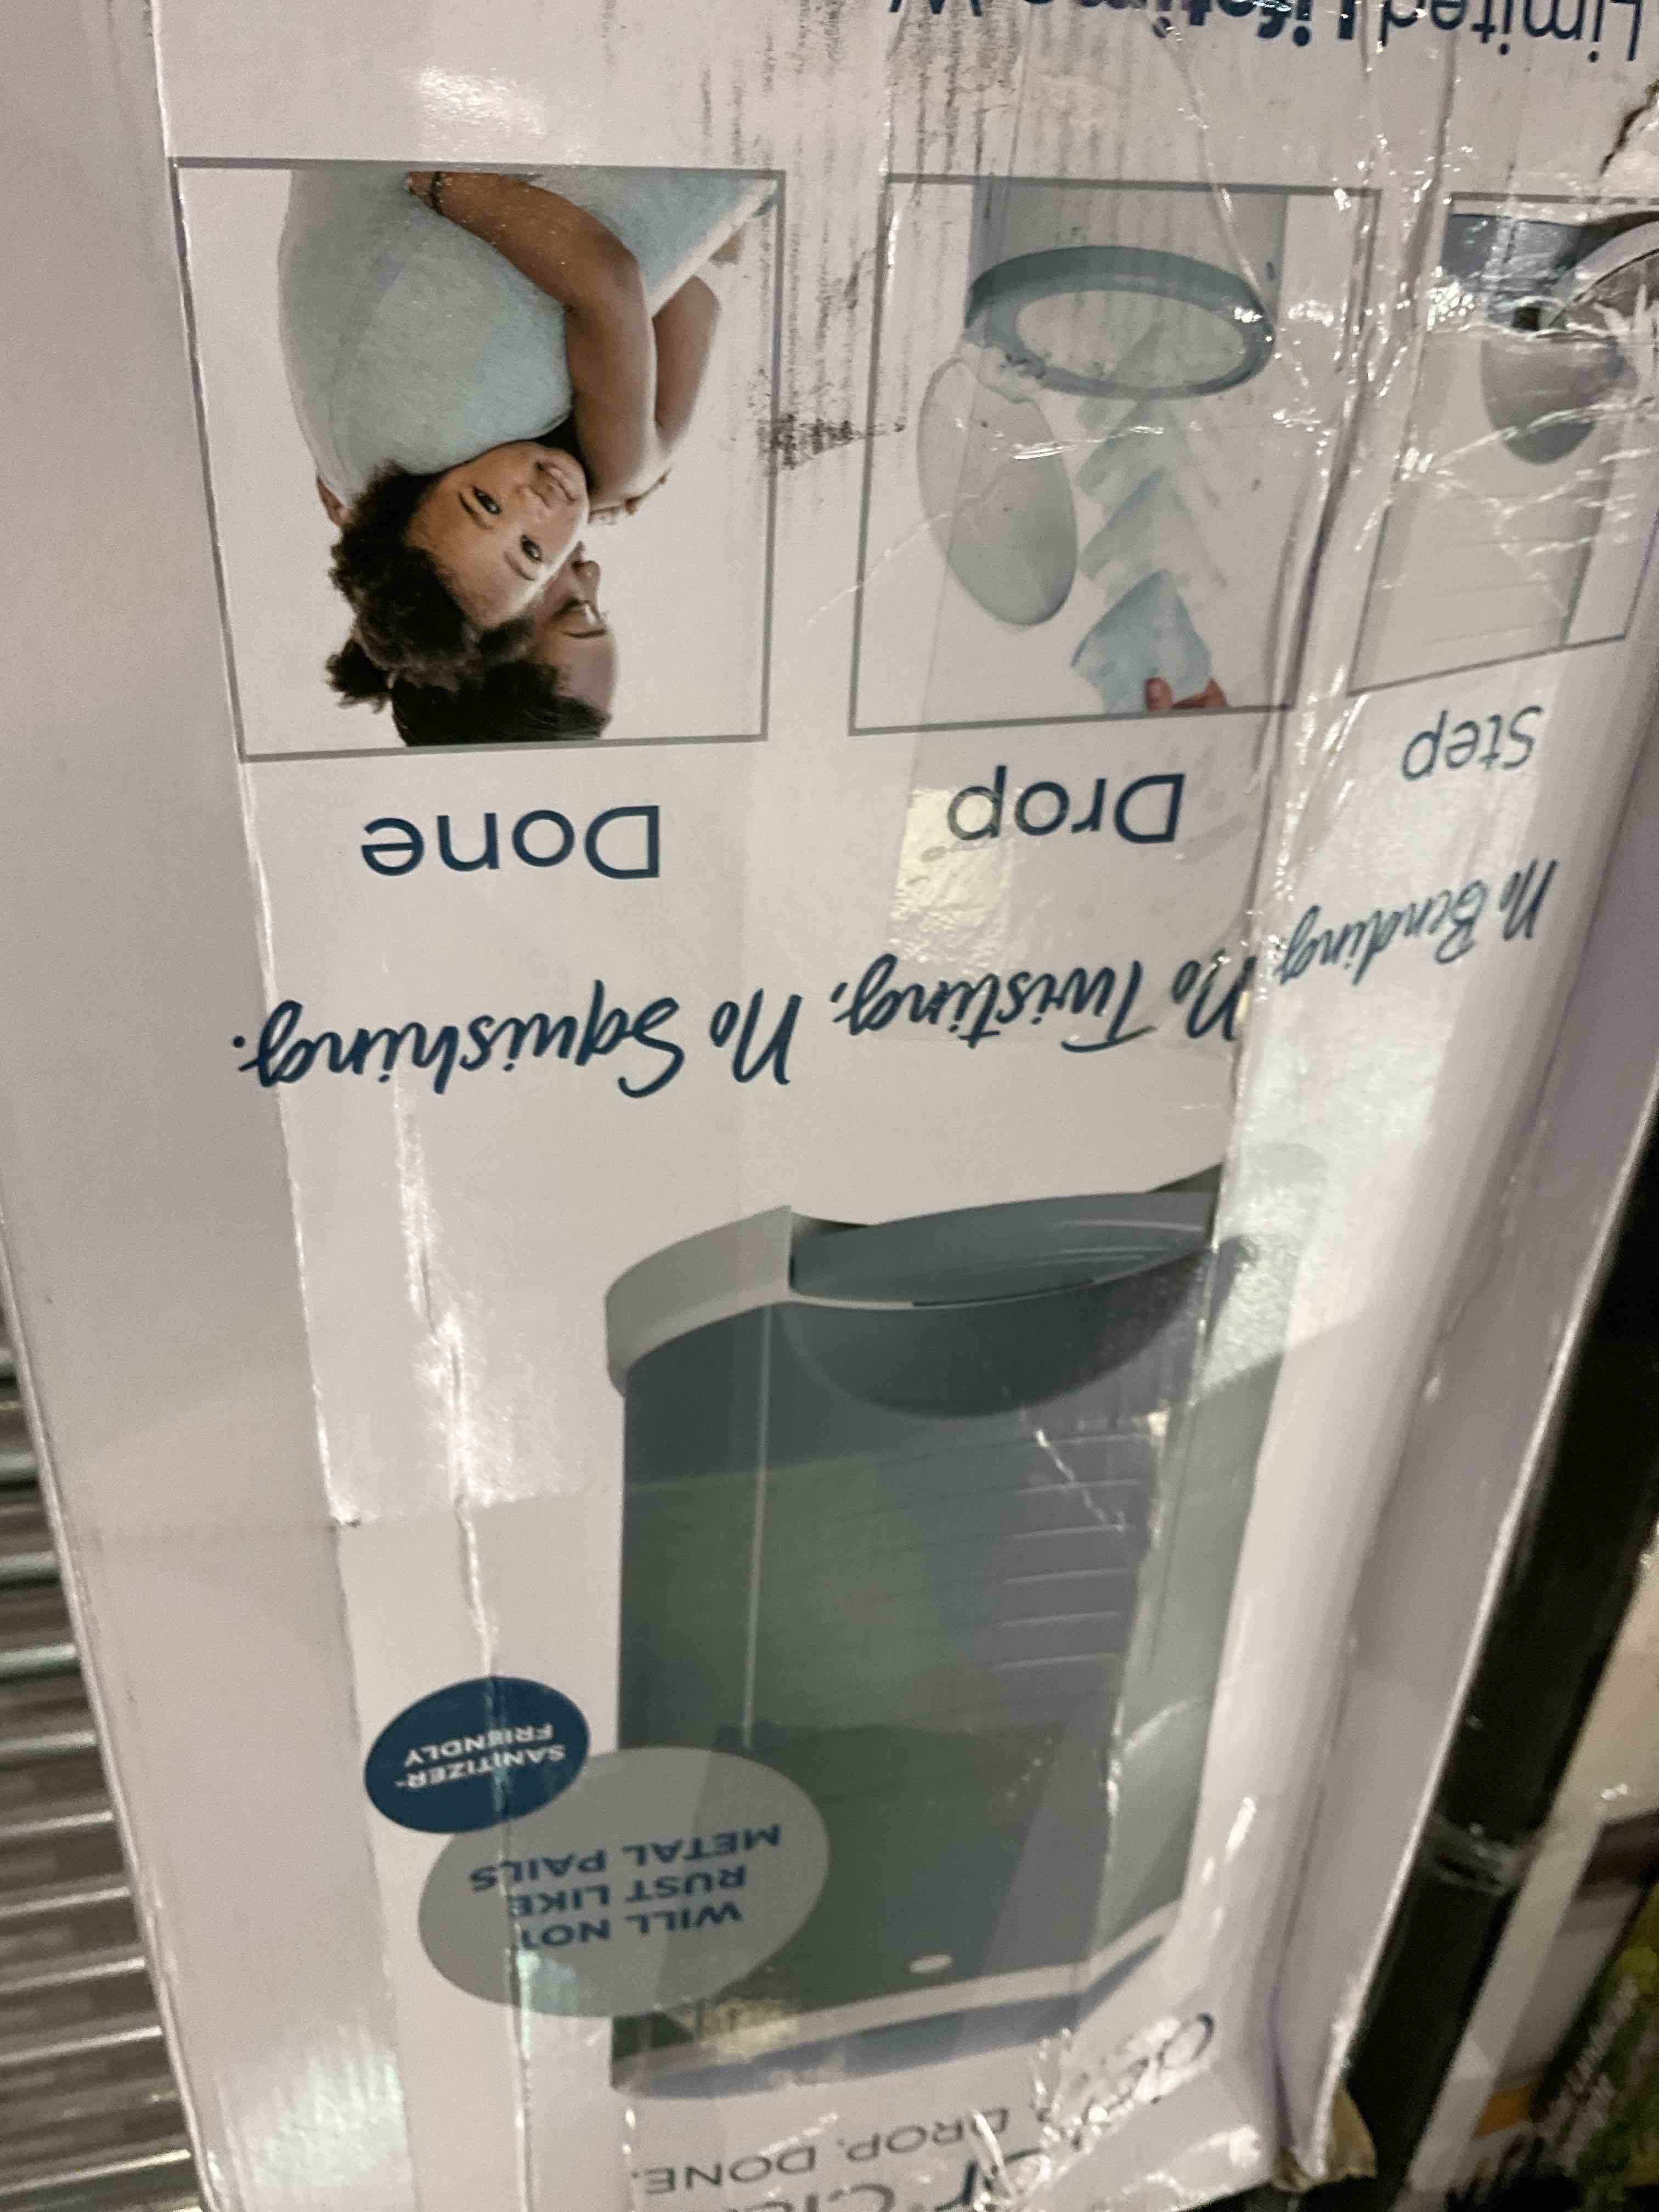 DROP. DONE.
WILL NOT
RUST LIKE
METAL PAILS
SANITIZER-
FRIENDLY
No Bending, No Twisting, No Squishing.
Step Drop Done
Limited Lifetime